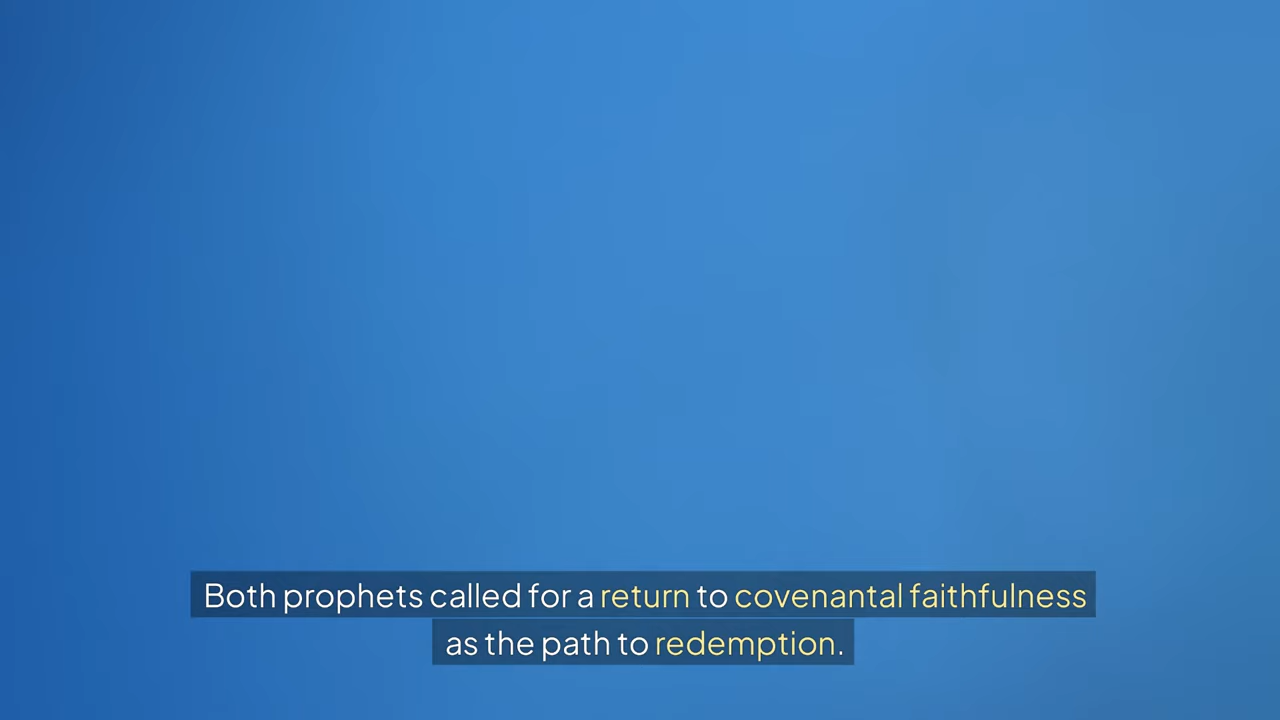 Both prophets called for a return to covenantal faithfulness
as the path to redemption.